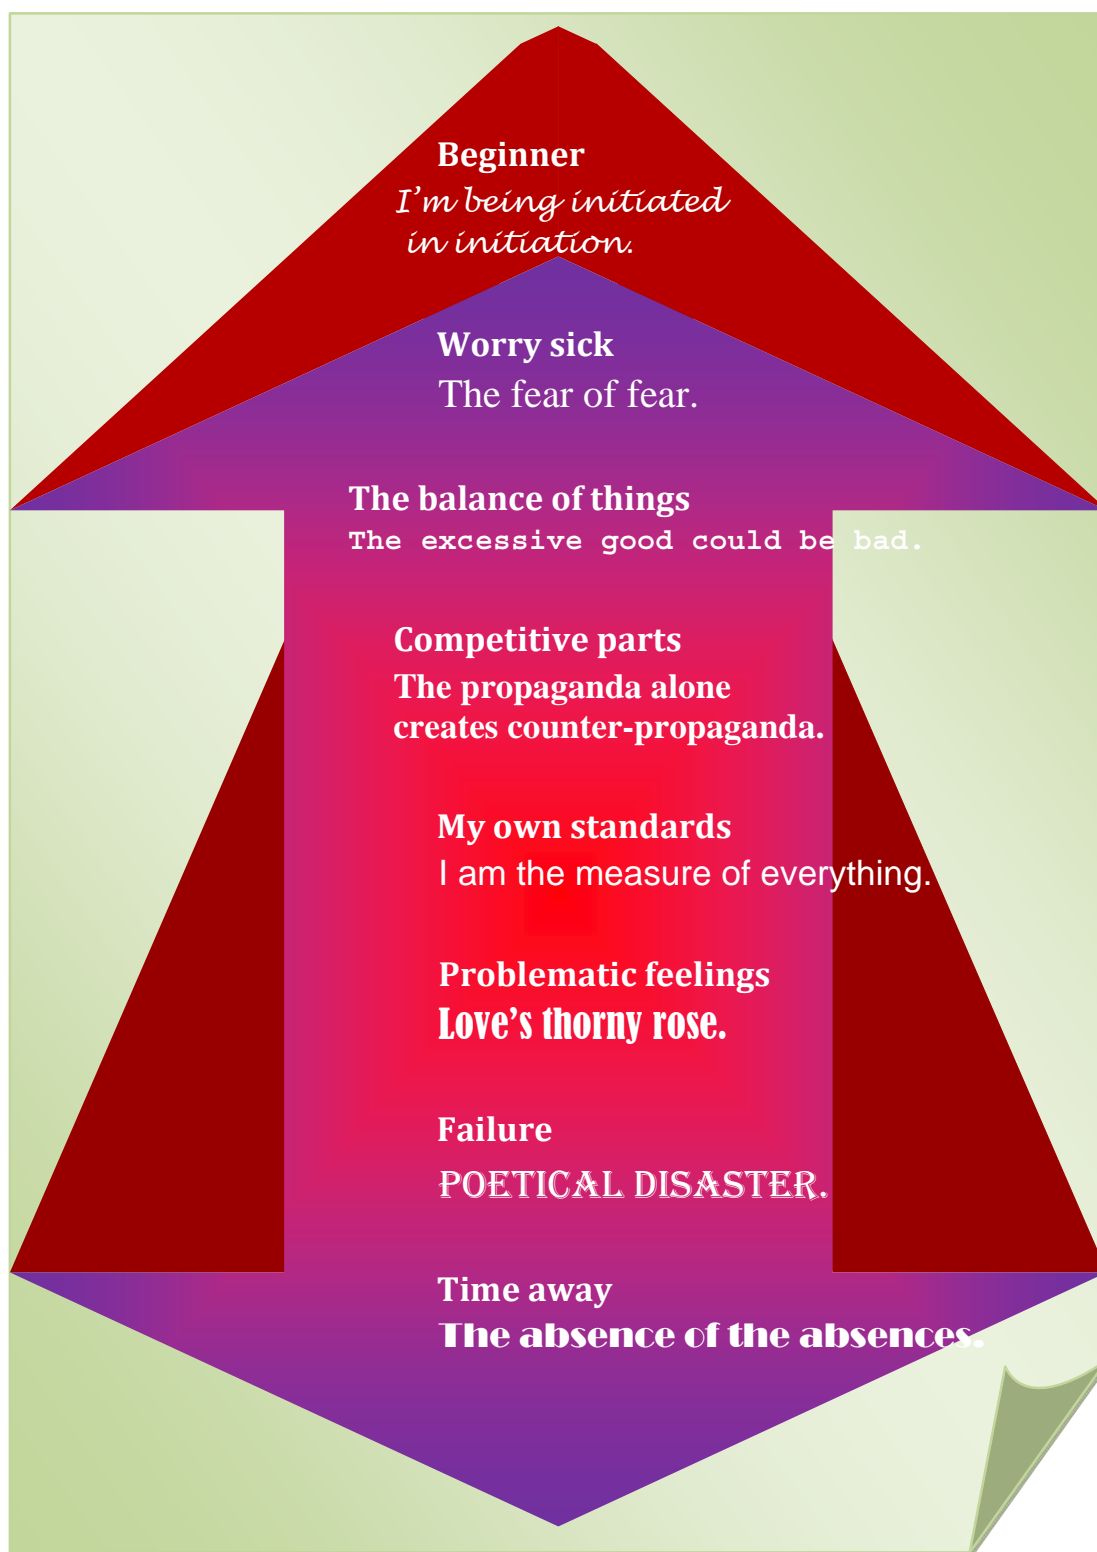 Beginner
I’m being initiated
in initiation.
Worry sick
The fear of fear.
The balance of things
The excessive good could be bad.
Competitive parts
The propaganda alone
creates counter-propaganda.
My own standards
I am the measure of everything.
Problematic feelings
Love’s thorny rose.
Failure
POETICAL DISASTER.
Time away
The absence of the absences.